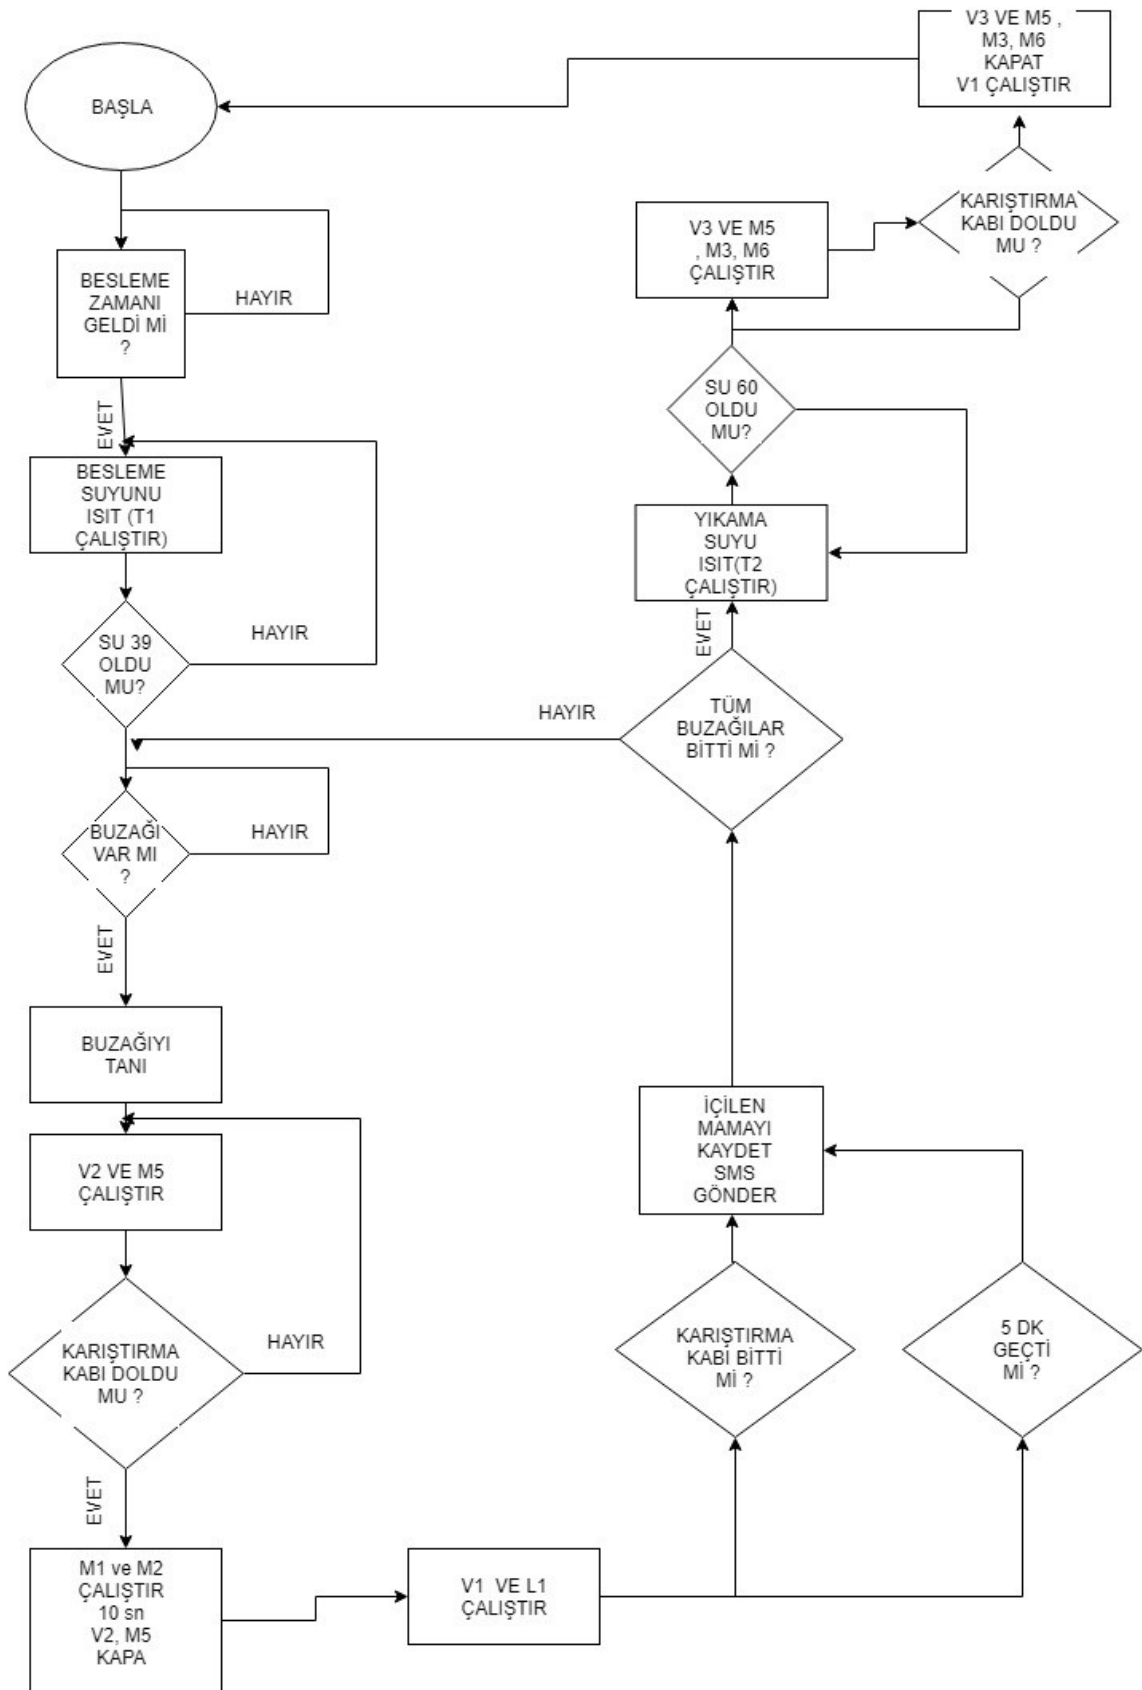 BAŞLA
BESLEME
ZAMANI
GELDİ Mİ
?
HAYIR
EVET
BESLEME
SUYUNU
ISIT (T1
ÇALIŞTIR)
SU 39
OLDU
MU?
HAYIR
BUZAĞI
VAR MI
?
HAYIR
EVET
BUZAĞIYI
TANI
V2 VE M5
ÇALIŞTIR
KARIŞTIRMA
KABI DOLDU
MU ?
HAYIR
EVET
M1 ve M2
ÇALIŞTIR
10 sn
V2, M5
KAPA
V1 VE L1
ÇALIŞTIR
KARIŞTIRMA
KABI BİTTİ
Mİ ?
5 DK
GEÇTİ
Mİ ?
İÇİLEN
MAMAYI
KAYDET
SMS
GÖNDER
TÜM
BUZAĞILAR
BİTTİ Mİ ?
HAYIR
EVET
YIKAMA
SUYU
ISIT(T2
ÇALIŞTIR)
SU 60
OLDU
MU?
V3 VE M5
, M3, M6
ÇALIŞTIR
KARIŞTIRMA
KABI DOLDU
MU ?
V3 VE M5 ,
M3, M6
KAPAT
V1 ÇALIŞTIR